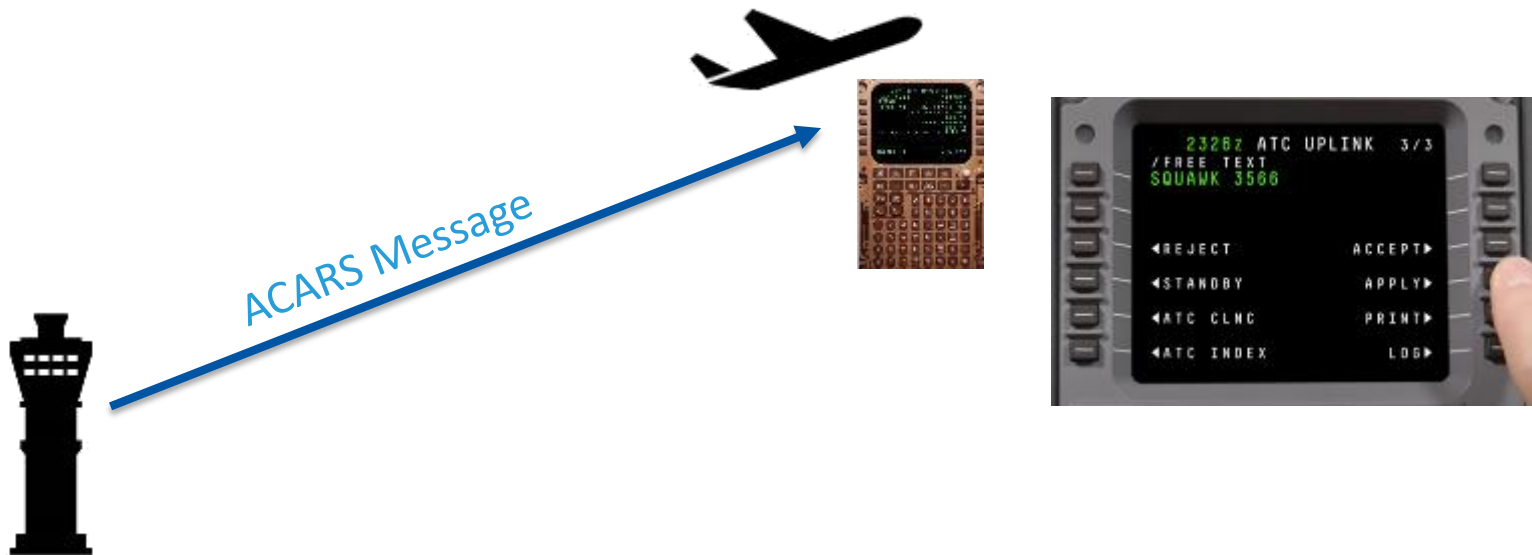 ACARS Message
2328z ATC UPLINK 3/3
/FREE TEXT
SQUAWK 3566
◀REJECT ACCEPT▶
◀STANDBY APPLY▶
◀ATC CLNC PRINT▶
◀ATC INDEX LOG▶